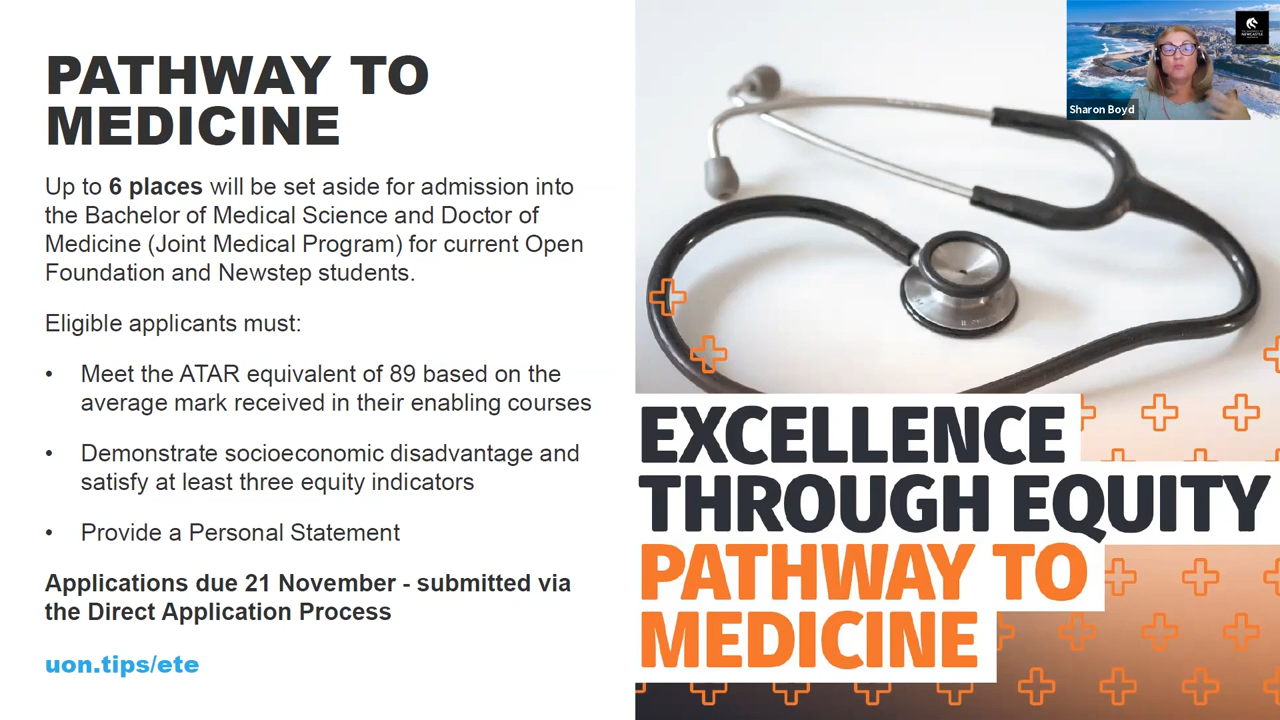 PATHWAY TO
MEDICINE
Up to 6 places will be set aside for admission into
the Bachelor of Medical Science and Doctor of
Medicine (Joint Medical Program) for current Open
Foundation and Newstep students.
Eligible applicants must:
• Meet the ATAR equivalent of 89 based on the
average mark received in their enabling courses
• Demonstrate socioeconomic disadvantage and
satisfy at least three equity indicators
• Provide a Personal Statement
Applications due 21 November - submitted via
the Direct Application Process
uon.tips/ete
Sharon Boyd
NEWCASTLE
EXCELLENCE
THROUGH EQUITY
PATHWAY TO
MEDICINE